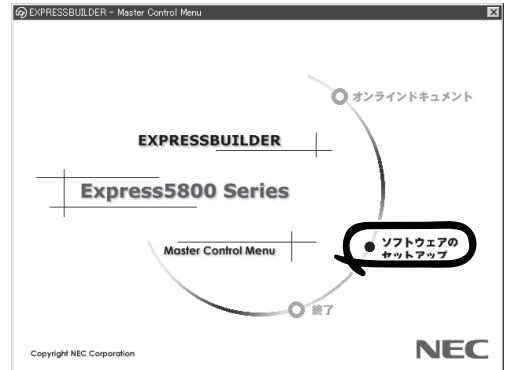 EXPRESSBUILDER - Master Control Menu
オンラインドキュメント
EXPRESSBUILDER
Express5800 Series
ソフトウェアの
セットアップ
Master Control Menu
終了
Copyright NEC Corporation
NEC